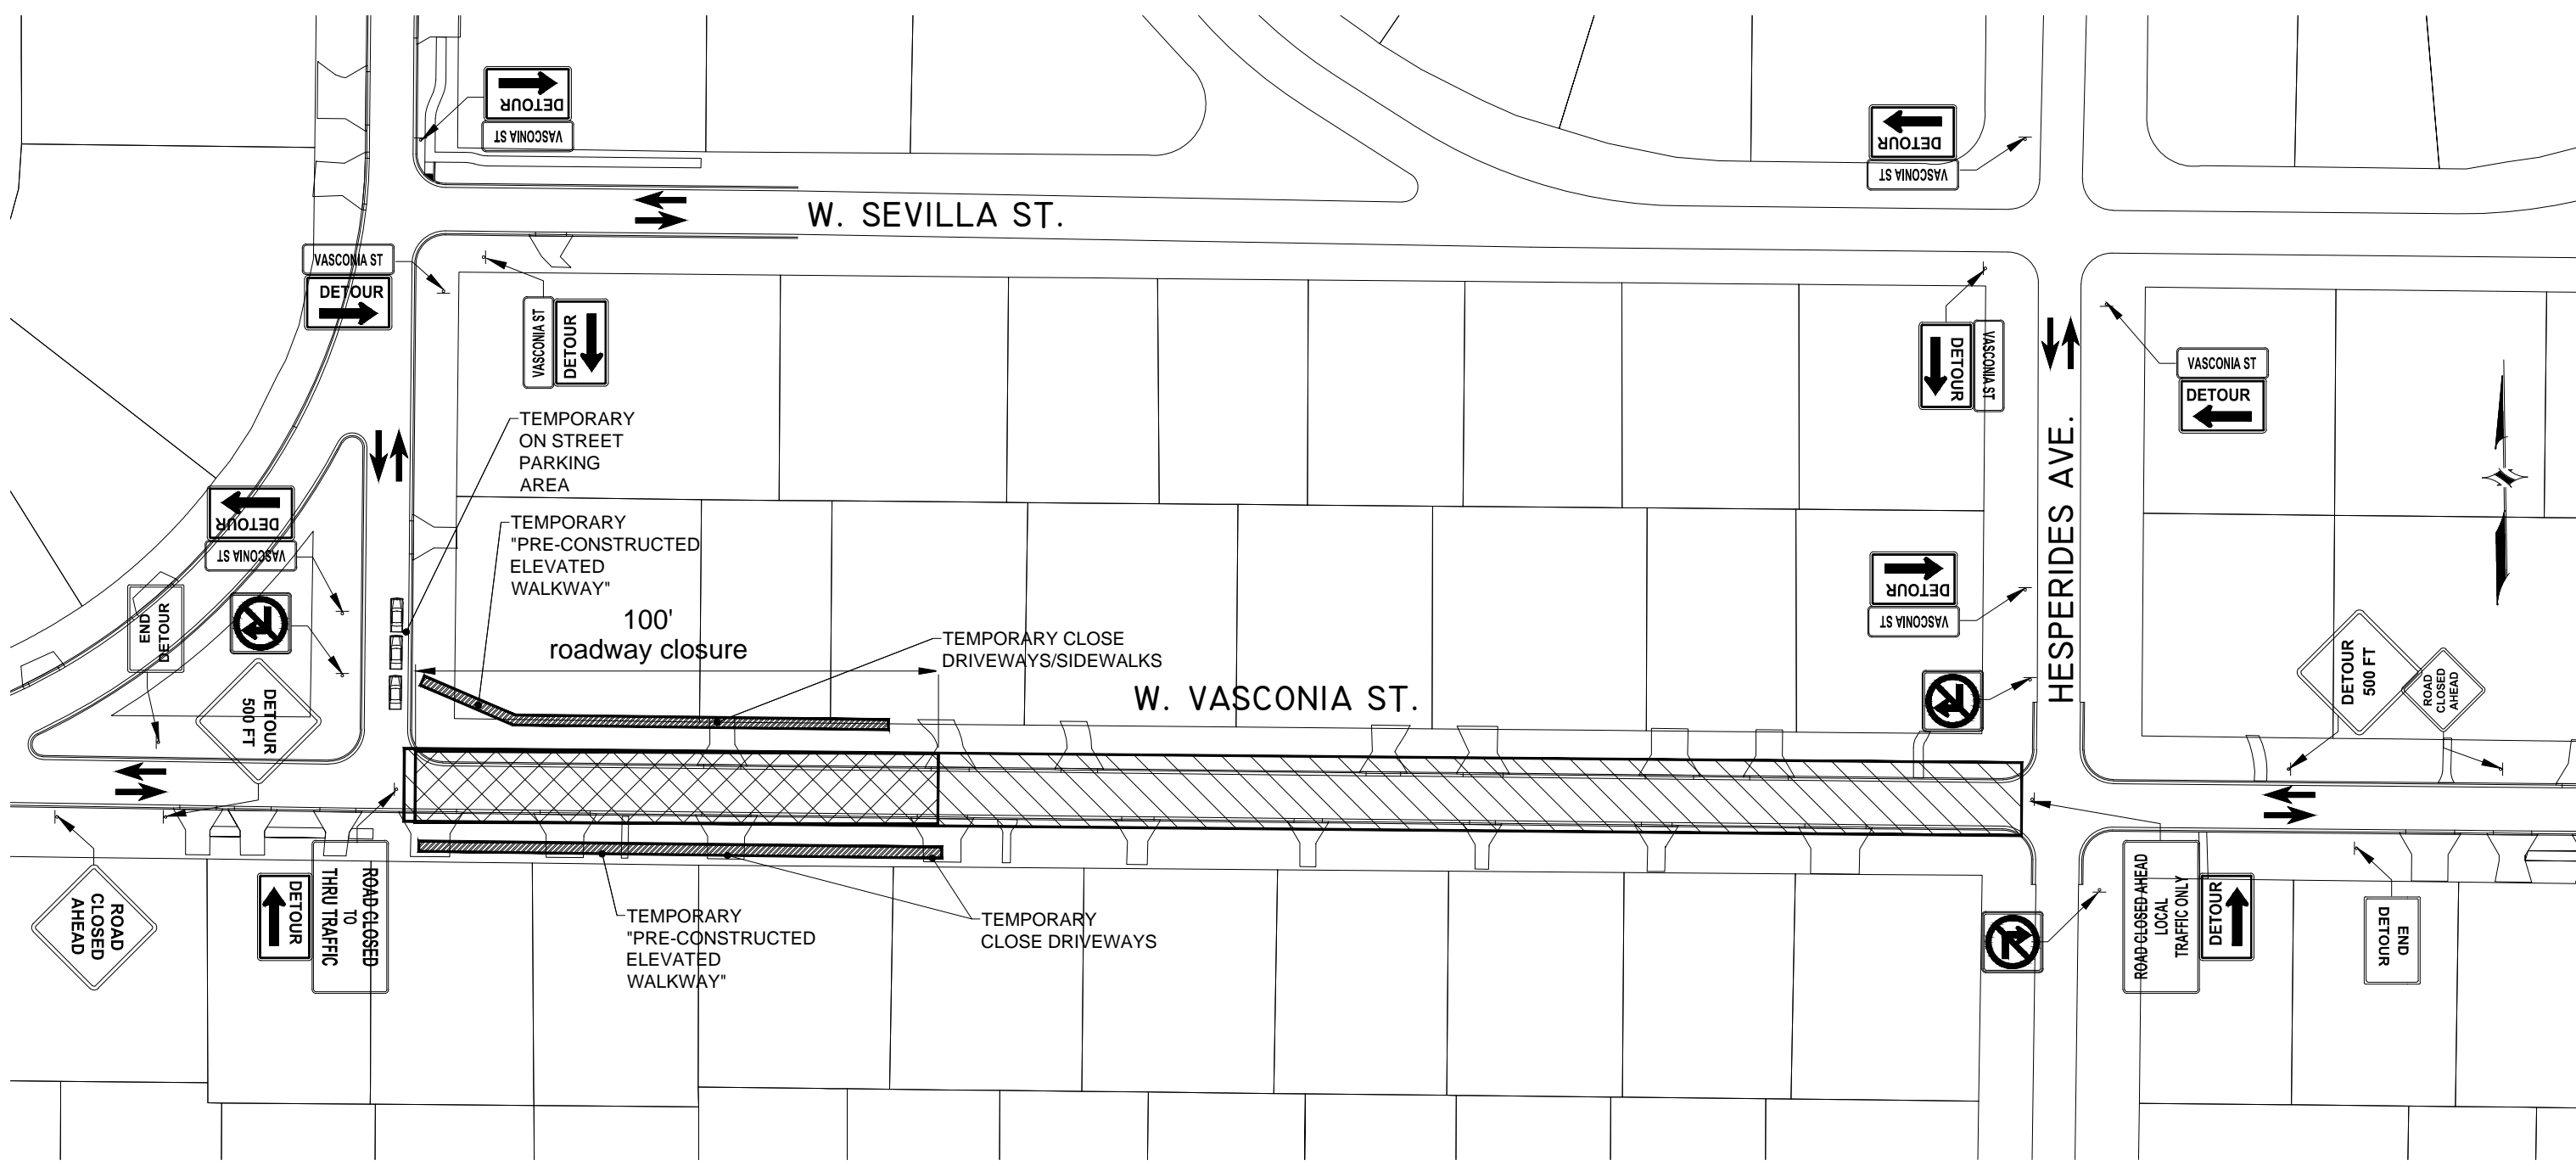 DETOUR
VASCONIA ST
DETOUR
VASCONIA ST
W. SEVILLA ST.
VASCONIA ST
DETOUR
VASCONIA ST
DETOUR
DETOUR
VASCONIA ST
VASCONIA ST
DETOUR
TEMPORARY
ON STREET
PARKING
AREA
HESPERIDES AVE.
DETOUR
VASCONIA ST
TEMPORARY
"PRE-CONSTRUCTED
ELEVATED
WALKWAY"
100'
roadway closure
TEMPORARY CLOSE
DRIVEWAYS/SIDEWALKS
DETOUR
VASCONIA ST
END
DETOUR
DETOUR
500 FT
W. VASCONIA ST.
DETOUR
500 FT
ROAD
CLOSED
AHEAD
ROAD
CLOSED
AHEAD
DETOUR
ROAD CLOSED
TO
THRU TRAFFIC
TEMPORARY
"PRE-CONSTRUCTED
ELEVATED
WALKWAY"
TEMPORARY
CLOSE DRIVEWAYS
ROAD CLOSED AHEAD
LOCAL
TRAFFIC ONLY
DETOUR
END
DETOUR